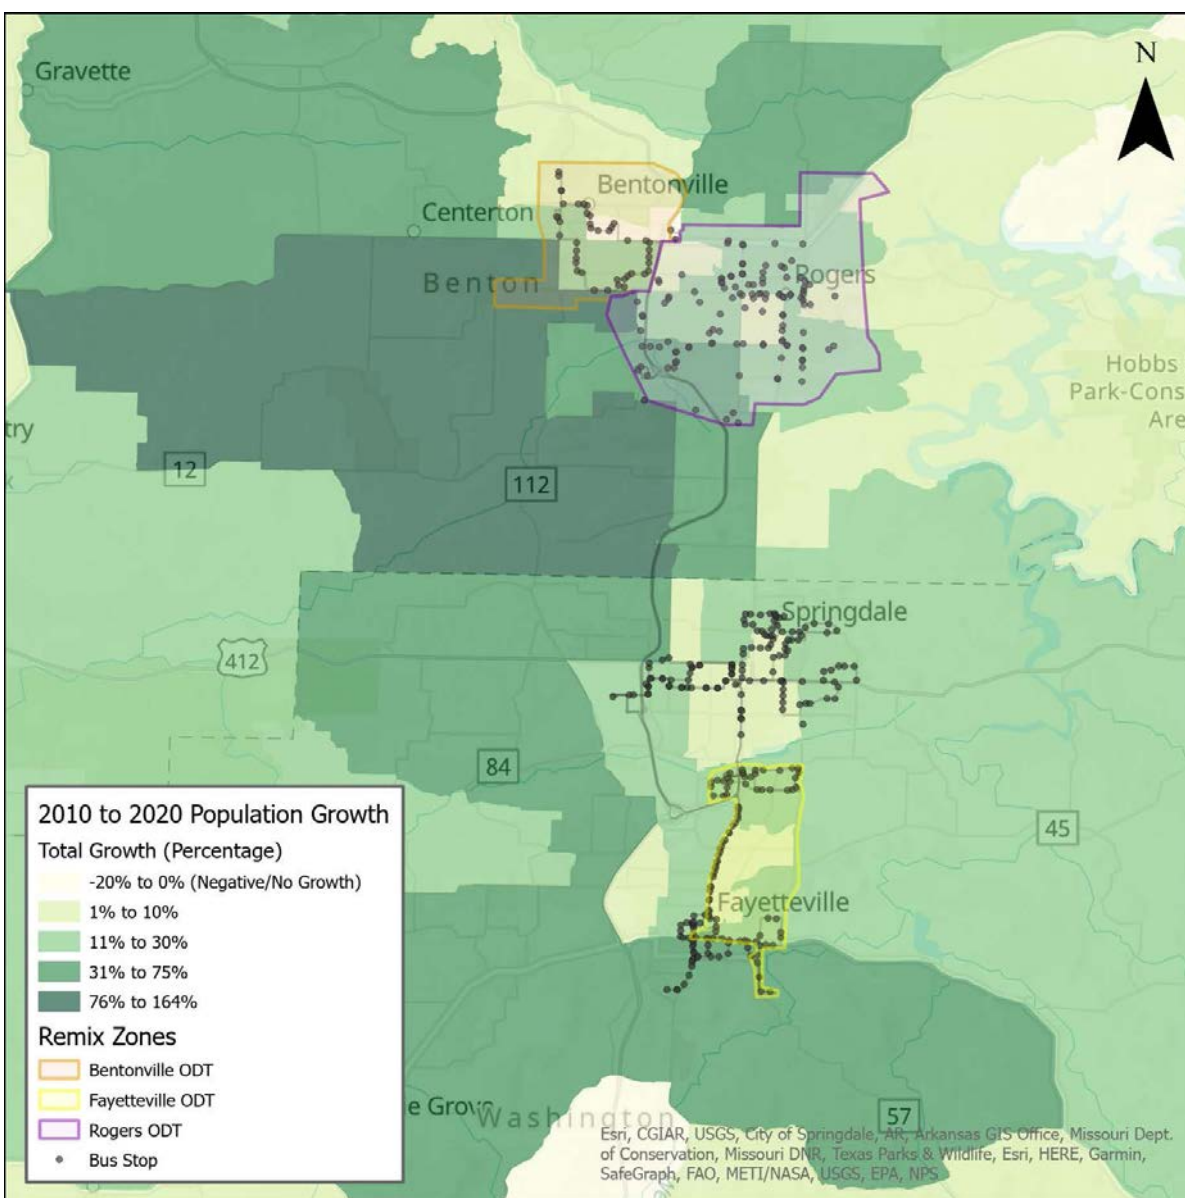 N
Gravette
Bentonville
Centerton
Benton
Rogers
Hobbs
Park-Cons
Are
try
12
112
Springdale
412
84
45
Fayetteville
2010 to 2020 Population Growth
Total Growth (Percentage)
-20% to 0% (Negative/No Growth)
1% to 10%
11% to 30%
31% to 75%
76% to 164%
Remix Zones
Bentonville ODT
Fayetteville ODT
Rogers ODT
Bus Stop
e Grove
Washington
57
Esri, CGIAR, USGS, City of Springdale, AR, Arkansas GIS Office, Missouri Dept.
of Conservation, Missouri DNR, Texas Parks & Wildlife, Esri, HERE, Garmin,
SafeGraph, FAO, METI/NASA, USGS, EPA, NPS